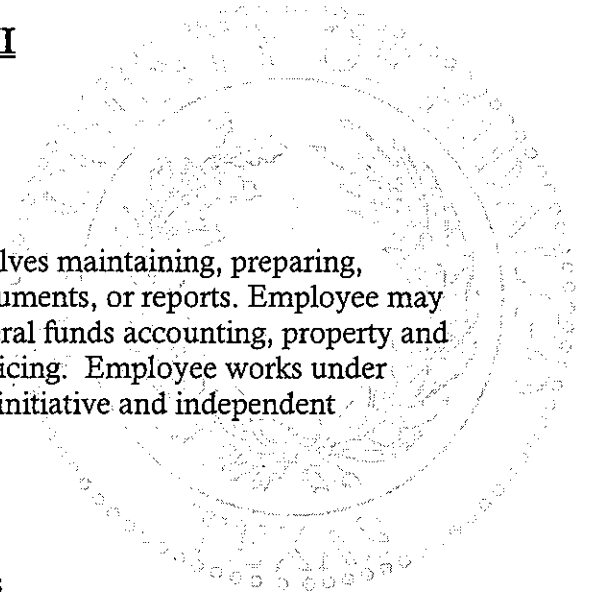 I
lves maintaining, preparing,
uments, or reports. Employee may
ral funds accounting, property and
icing. Employee works under
initiative and independent
s